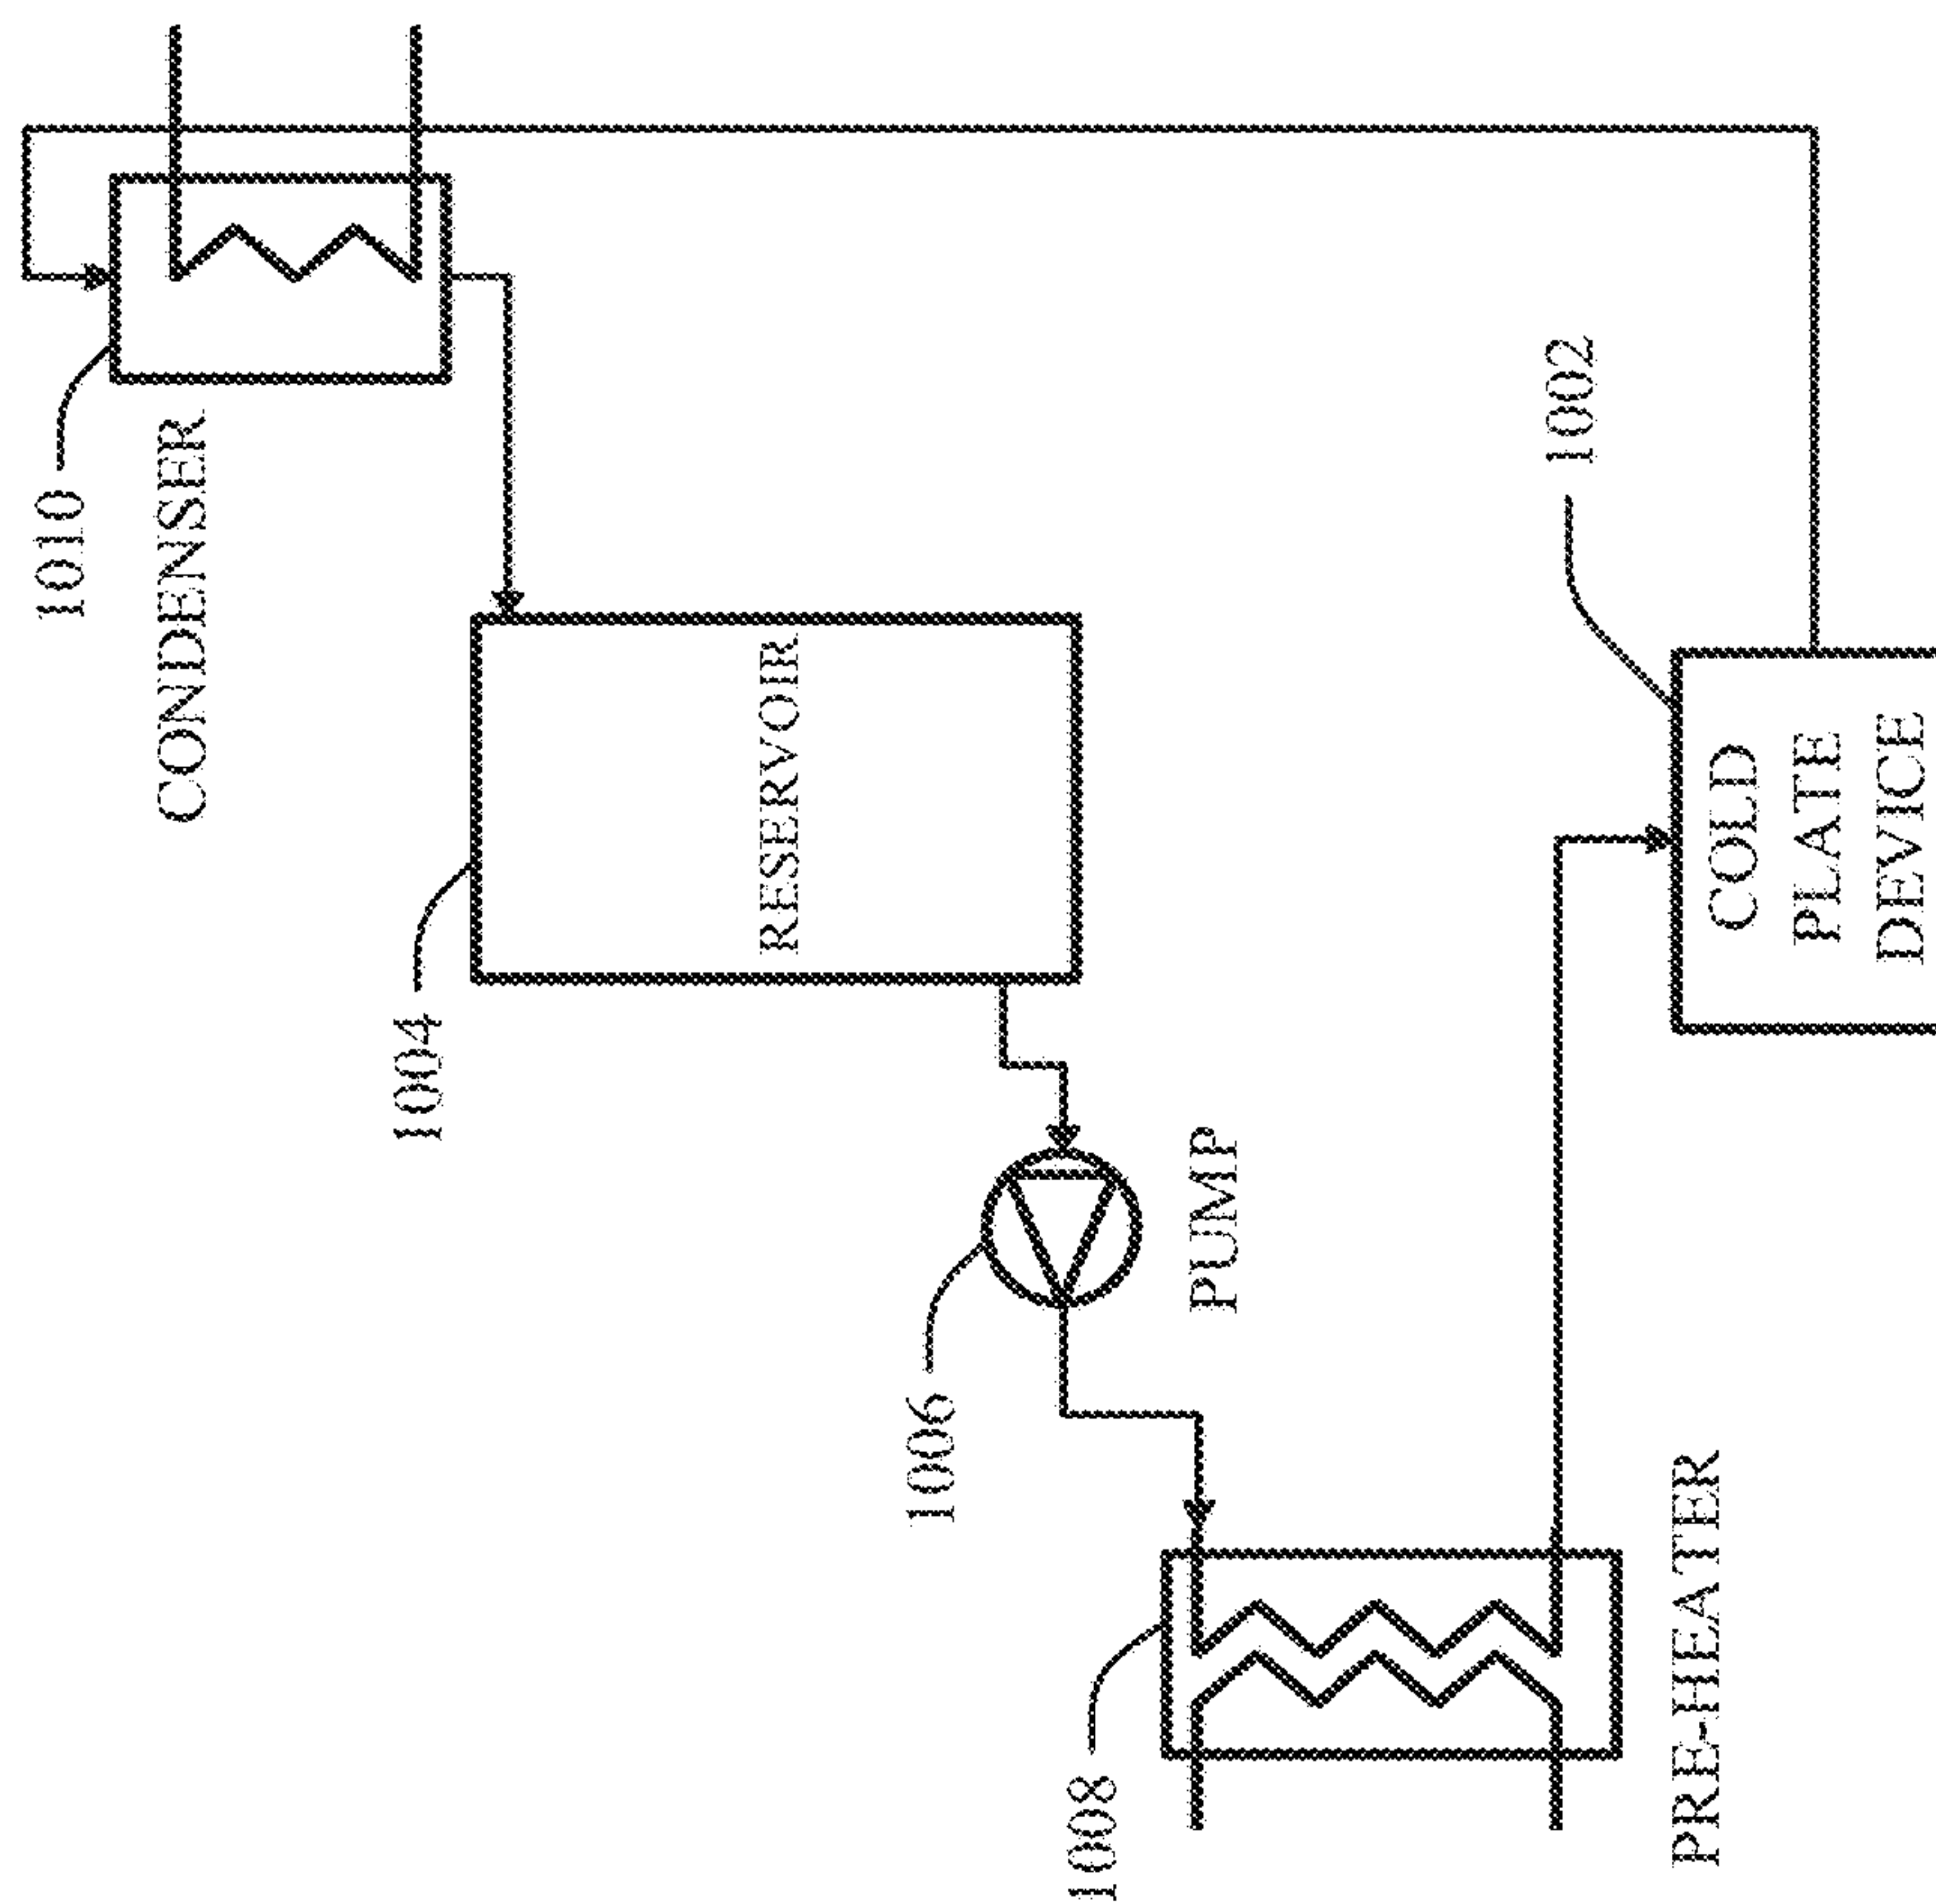 1010
CONDENSER
1004
RESERVOIR
1006
PUMP
1002
COLD
PLATE
DEVICE
1008
PRE-HEATER